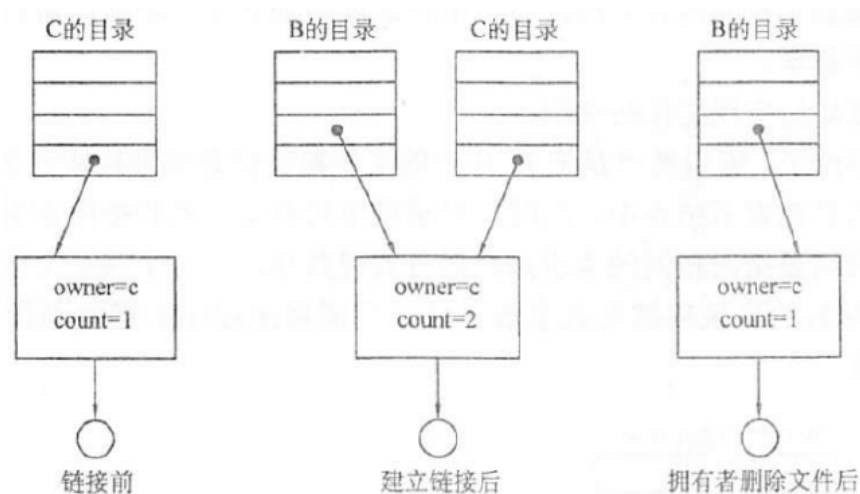 C的目录
B的目录
C的目录
B的目录
owner=c
count=1
owner=c
count=2
owner=c
count=1
链接前
建立链接后
拥有者删除文件后